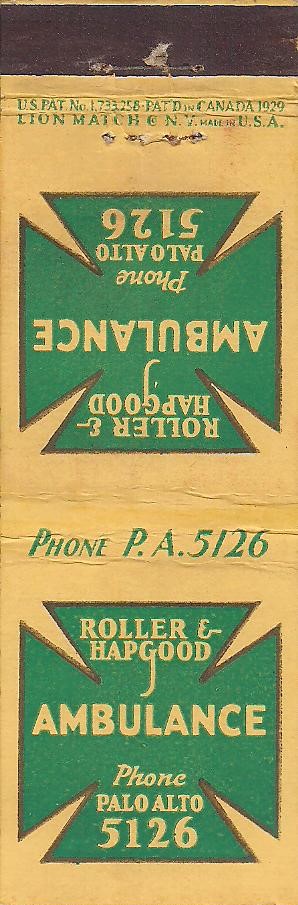 U.S. PAT. No. 1,733,258 · PAT'D IN CANADA 1929
LION MATCH Co N.Y. MADE IN U.S.A.
ROLLER &
HAPGOOD
AMBULANCE
Phone
PALO ALTO
5126
PHONE P.A. 5126
ROLLER &
HAPGOOD
AMBULANCE
Phone
PALO ALTO
5126